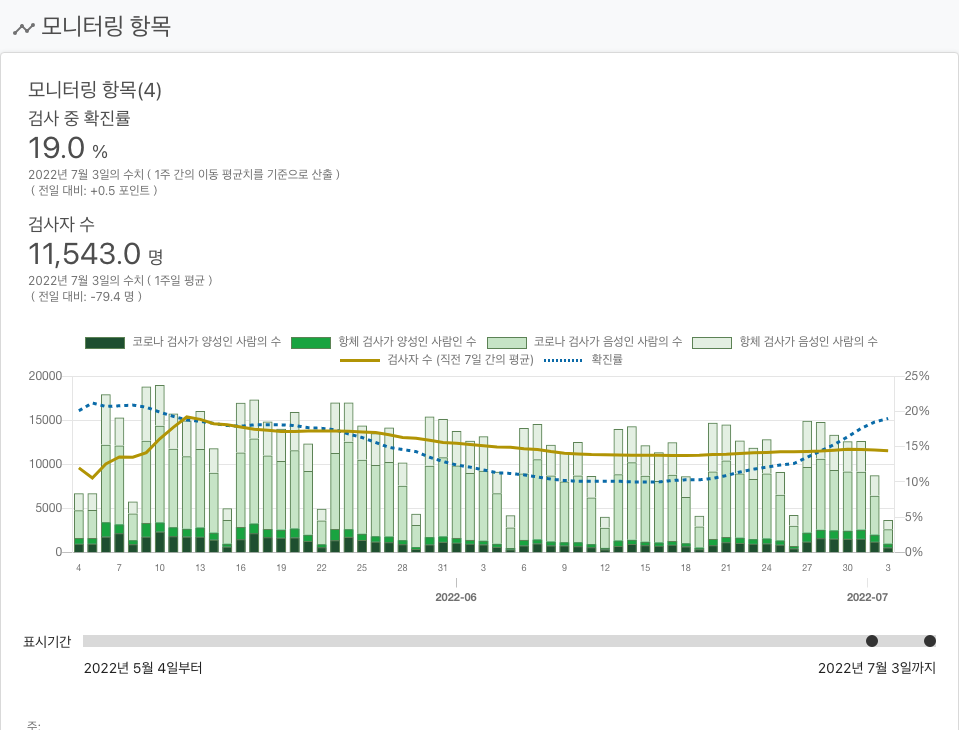 모니터링 항목
모니터링 항목(4)
검사 중 확진률
19.0 %
2022년 7월 3일의 수치 ( 1주 간의 이동 평균치를 기준으로 산출 )
( 전일 대비: +0.5 포인트 )
검사자 수
11,543.0 명
2022년 7월 3일의 수치 ( 1주일 평균 )
( 전일 대비: -79.4 명 )
코로나 검사가 양성인 사람의 수 항체 검사가 양성인 사람인 수 코로나 검사가 음성인 사람의 수 항체 검사가 음성인 사람의 수
검사자 수 (직전 7일 간의 평균) 확진률
20000 25%
20%
15000
15%
10000
10%
5000
5%
0 0%
4 7 10 13 16 19 22 25 28 31 3 6 9 12 15 18 21 24 27 30 3
2022-06 2022-07
표시기간
2022년 5월 4일부터 2022년 7월 3일까지
주: